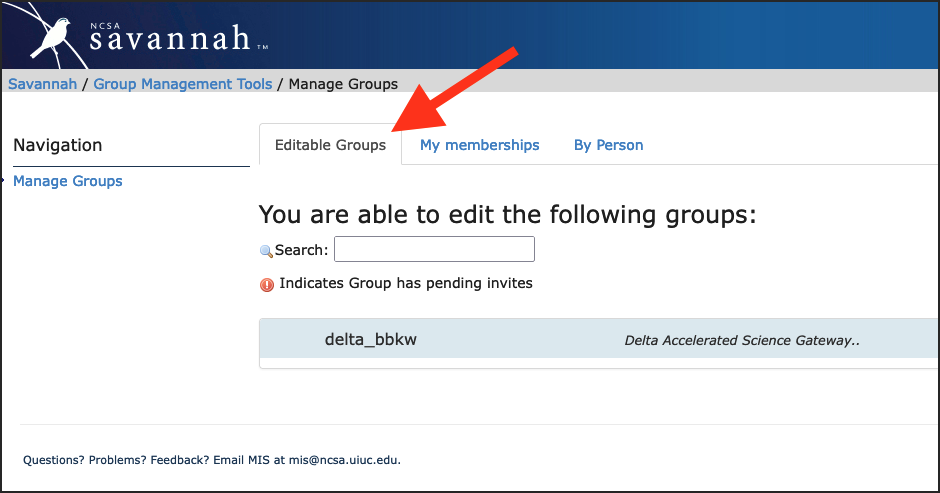 NCSA
savannah™
Savannah / Group Management Tools / Manage Groups
Navigation
Manage Groups
Editable Groups
My memberships
By Person
You are able to edit the following groups:
Search:
Indicates Group has pending invites
delta_bbkw
Delta Accelerated Science Gateway..
Questions? Problems? Feedback? Email MIS at mis@ncsa.uiuc.edu.